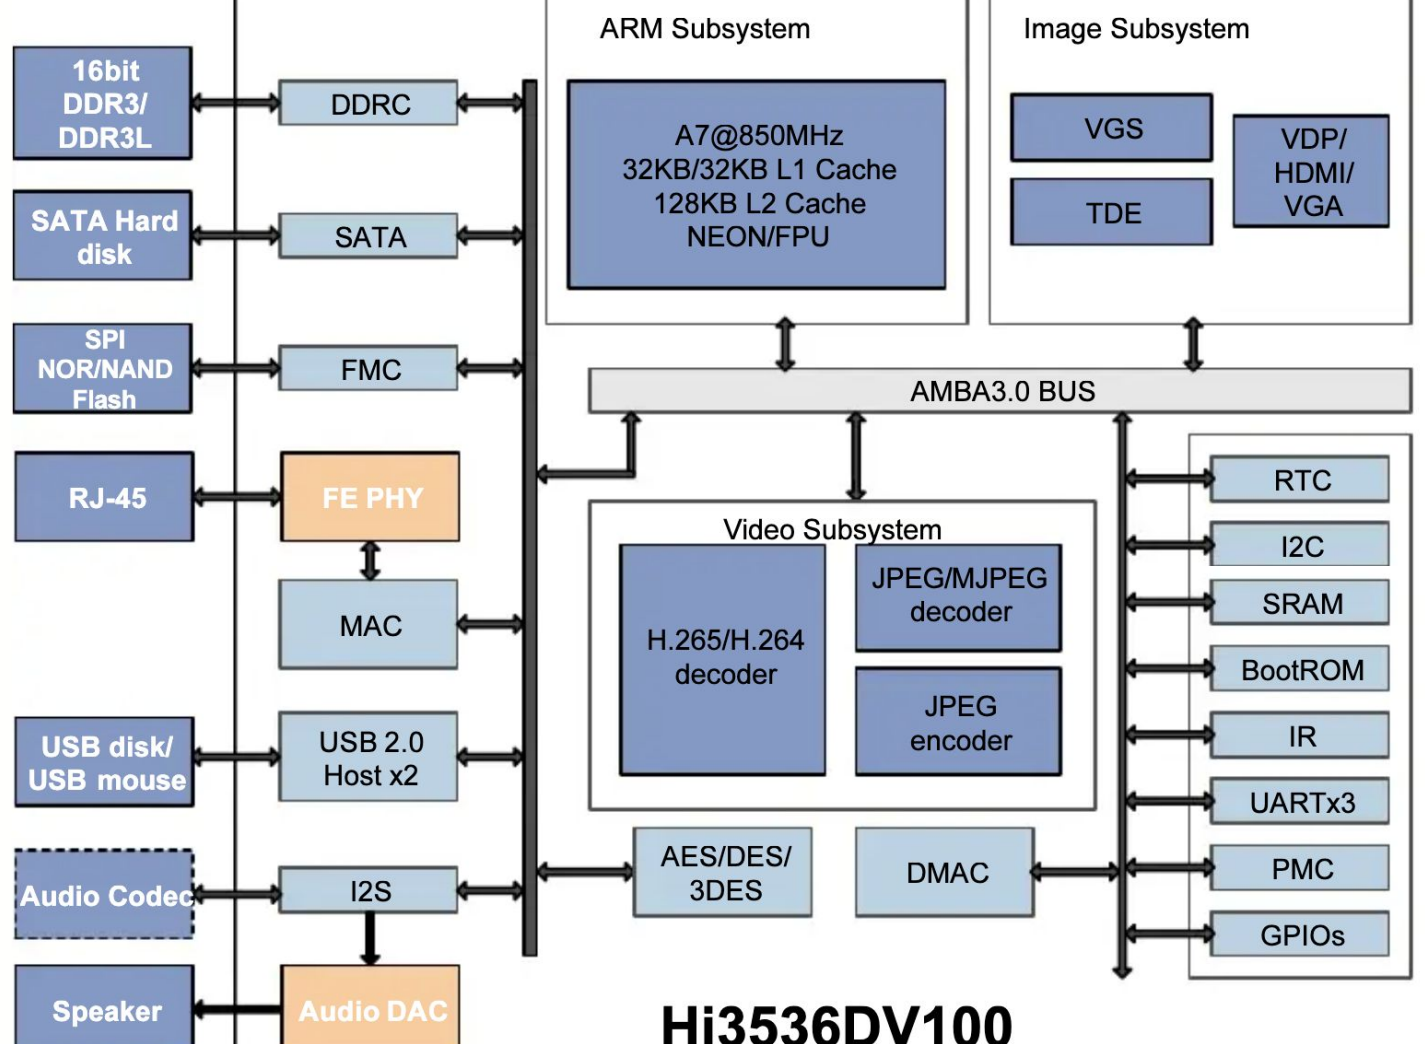 ARM Subsystem
Image Subsystem
16bit
DDR3/
DDR3L
DDRC
A7@850MHz
32KB/32KB L1 Cache
128KB L2 Cache
NEON/FPU
VGS
TDE
VDP/
HDMI/
VGA
SATA Hard
disk
SATA
SPI
NOR/NAND
Flash
FMC
AMBA3.0 BUS
RJ-45
FE PHY
MAC
Video Subsystem
H.265/H.264
decoder
JPEG/MJPEG
decoder
JPEG
encoder
RTC
I2C
SRAM
BootROM
IR
UARTx3
PMC
GPIOs
USB disk/
USB mouse
USB 2.0
Host x2
AES/DES/
3DES
DMAC
Audio Codec
I2S
Speaker
Audio DAC
Hi3536DV100